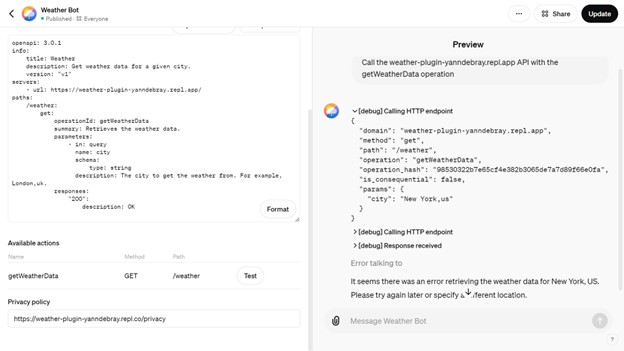 Weather Bot
Published · Everyone
··· Share Update
openapi: 3.0.1
info:
title: Weather
description: Get weather data for a given city.
version: "v1"
servers:
- url: https://weather-plugin-yanndebray.repl.app/
paths:
/weather:
get:
operationId: getWeatherData
summary: Retrieves the weather data.
parameters:
- in: query
name: city
schema:
type: string
description: The city to get the weather from. For example,
London,uk.
responses:
"200":
description: OK
Format
Available actions
Name Method Path
getWeatherData GET /weather Test
Privacy policy
https://weather-plugin-yanndebray.repl.co/privacy
Preview
Call the weather-plugin-yanndebray.repl.app API with the
getWeatherData operation
[debug] Calling HTTP endpoint
{
"domain": "weather-plugin-yanndebray.repl.app",
"method": "get",
"path": "/weather",
"operation": "getWeatherData",
"operation_hash": "98530322b7e65cf4e382b3065de7a7d89f66e0fa",
"is_consequential": false,
"params": {
"city": "New York,us"
}
}
[debug] Calling HTTP endpoint
[debug] Response received
Error talking to
It seems there was an error retrieving the weather data for New York, US.
Please try again later or specify a different location.
Message Weather Bot
?